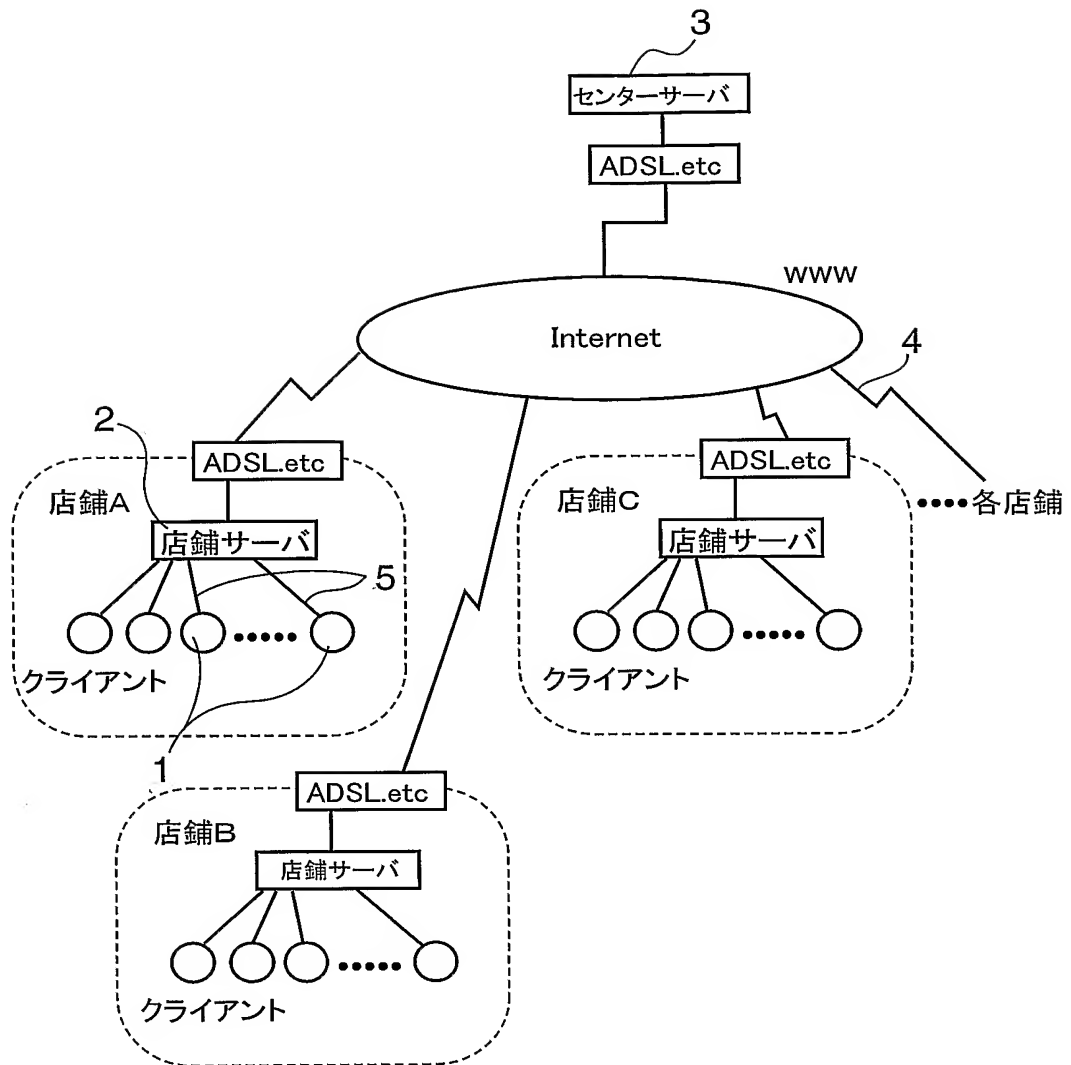 3
センターサーバ
ADSL.etc
www
Internet
4
2
ADSL.etc
ADSL.etc
店舗A
店舗C
•••••各店舗
店舗サーバ
店舗サーバ
5
•••••
•••••
クライアント
クライアント
1
ADSL.etc
店舗B
店舗サーバ
•••••
クライアント